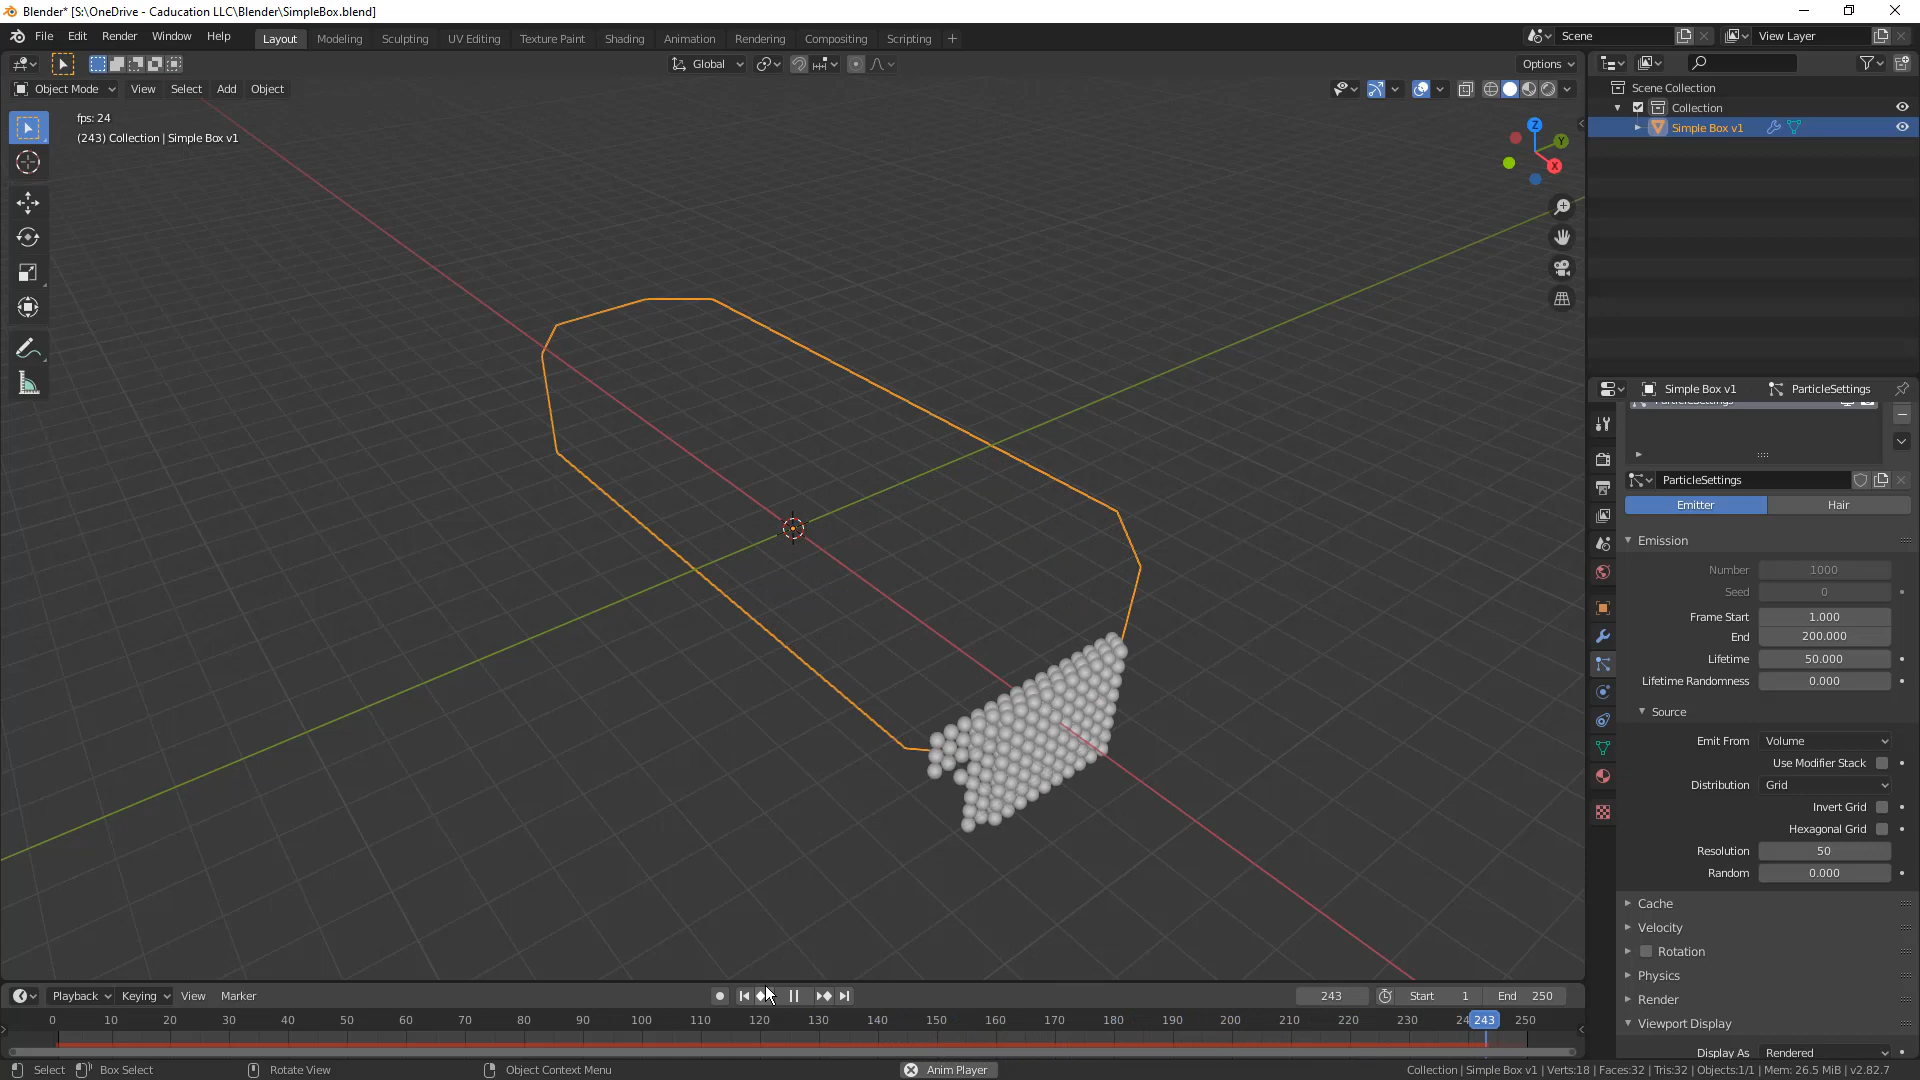 Blender* [S:\OneDrive - Caducation LLC\Blender\SimpleBox.blend]
File Edit Render Window Help Layout Modeling Sculpting UV Editing Texture Paint Shading Animation Rendering Compositing Scripting + Scene View Layer
Global Options
Object Mode View Select Add Object
Scene Collection
Collection
Simple Box v1
fps: 24
(243) Collection | Simple Box v1
Z
Y
X
Simple Box v1 ParticleSettings
ParticleSettings
Emitter Hair
Emission
Number 1000
Seed 0
Frame Start 1.000
End 200.000
Lifetime 50.000
Lifetime Randomness 0.000
Source
Emit From Volume
Use Modifier Stack
Distribution Grid
Invert Grid
Hexagonal Grid
Resolution 50
Random 0.000
Cache
Velocity
Rotation
Physics
Render
Viewport Display
Display As Rendered
Playback Keying View Marker 243 Start 1 End 250
0 10 20 30 40 50 60 70 80 90 100 110 120 130 140 150 160 170 180 190 200 210 220 230 24 243 250
Select Box Select Rotate View Object Context Menu Anim Player Collection | Simple Box v1 | Verts:18 | Faces:32 | Tris:32 | Objects:1/1 | Mem: 26.5 MiB | v2.82.7